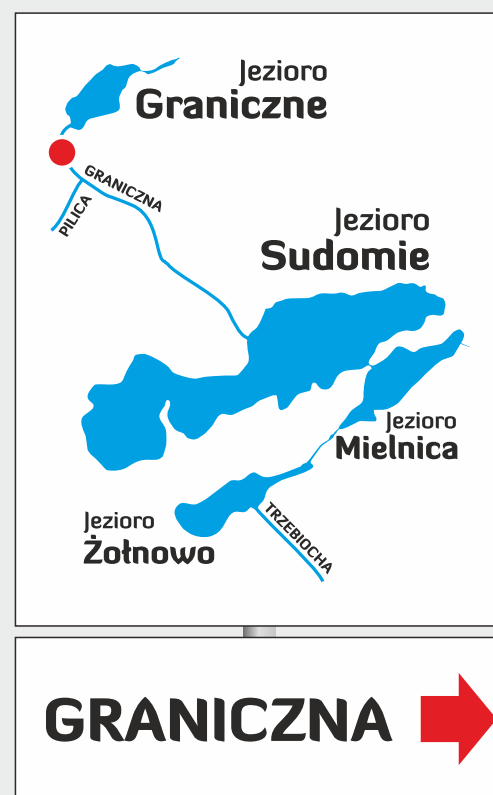 Jezioro
Graniczne
GRANICZNA
PILICA
Jezioro
Sudomie
Jezioro
Mielnica
Jezioro
Żołnowo
TRZEBIOCHA
GRANICZNA